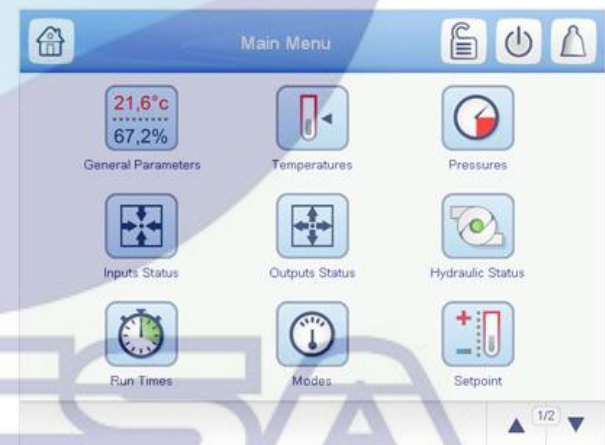 Main Menu
21,6°c
67,2%
General Parameters
Temperatures
Pressures
Inputs Status
Outputs Status
Hydraulic Status
Run Times
Modes
Setpoint
1/2